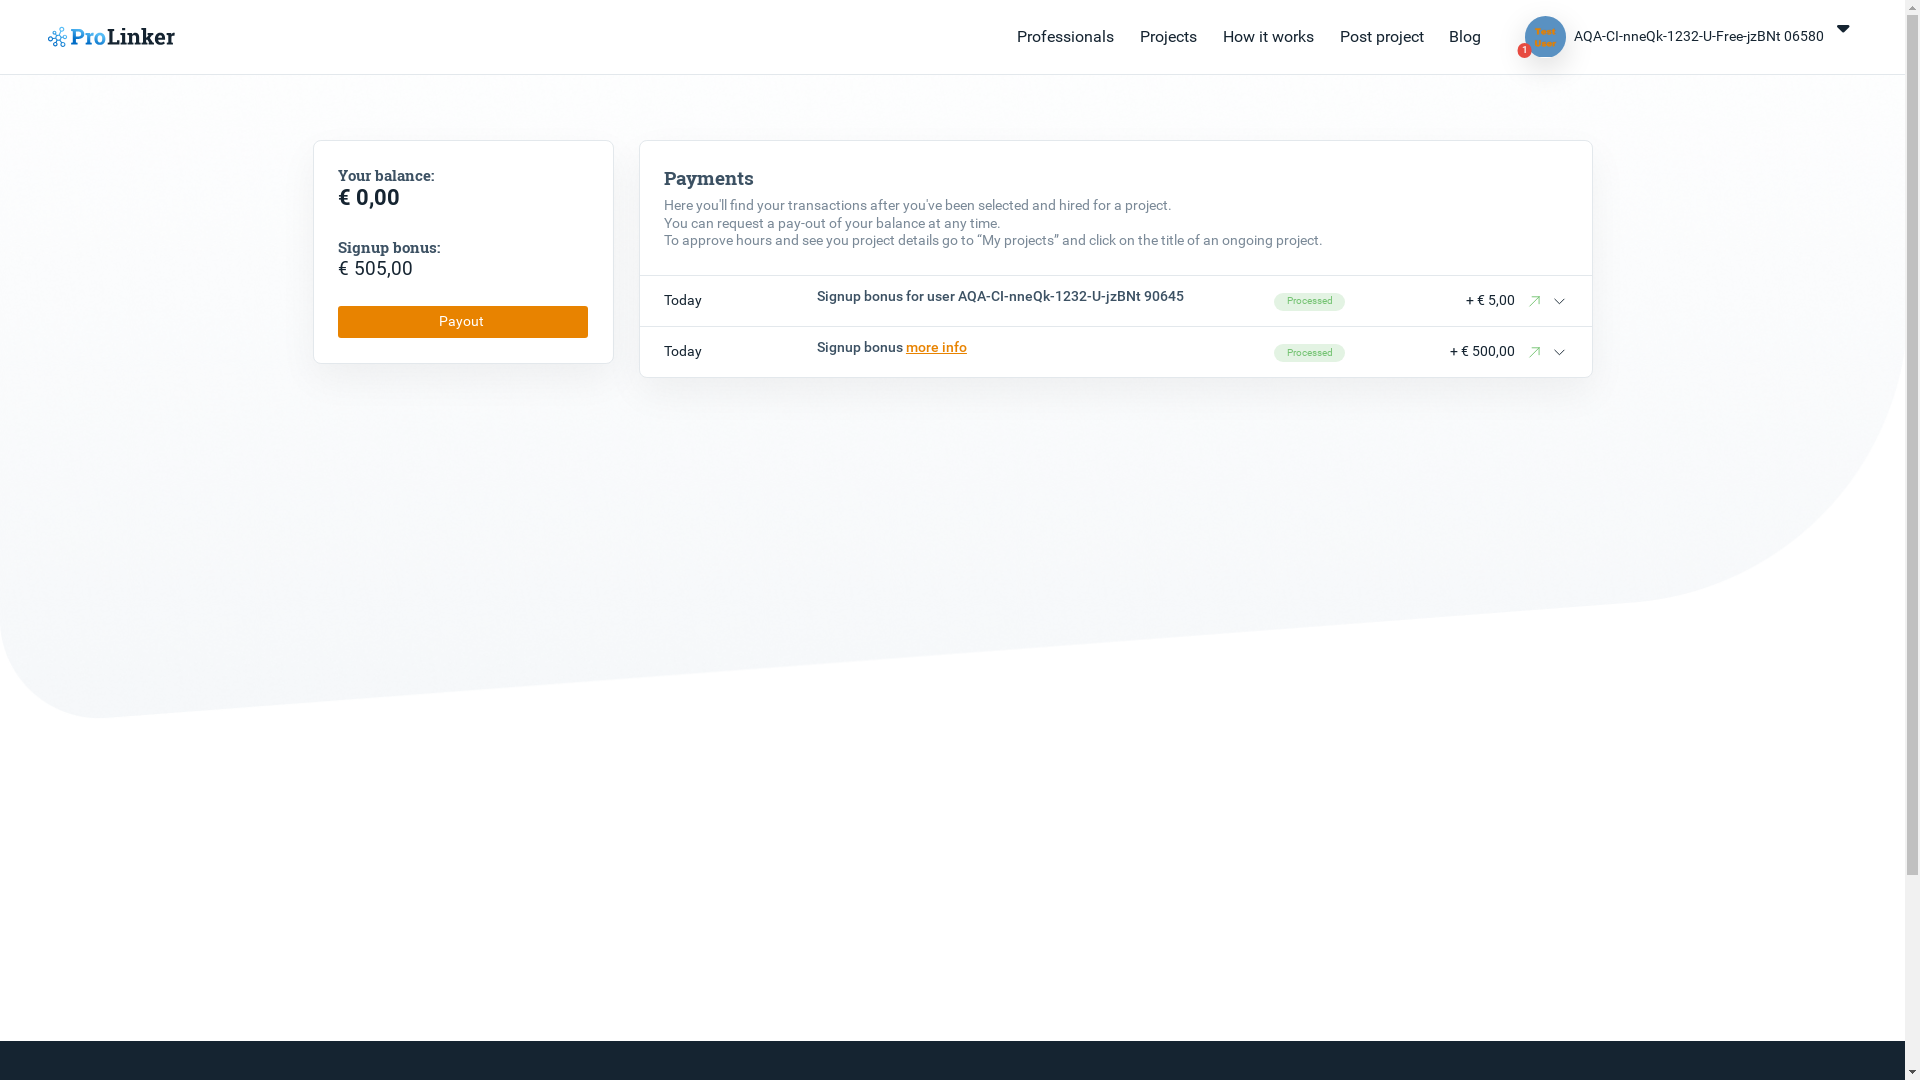 ProLinker
Professionals
Projects
How it works
Post project
Blog
Test
User
1
AQA-CI-nneQk-1232-U-Free-jzBNt 06580
Your balance:
€ 0,00
Signup bonus:
€ 505,00
Payout
Payments
Here you'll find your transactions after you've been selected and hired for a project.
You can request a pay-out of your balance at any time.
To approve hours and see you project details go to “My projects” and click on the title of an ongoing project.
Today Signup bonus for user AQA-CI-nneQk-1232-U-jzBNt 90645 Processed + € 5,00
Today Signup bonus more info Processed + € 500,00